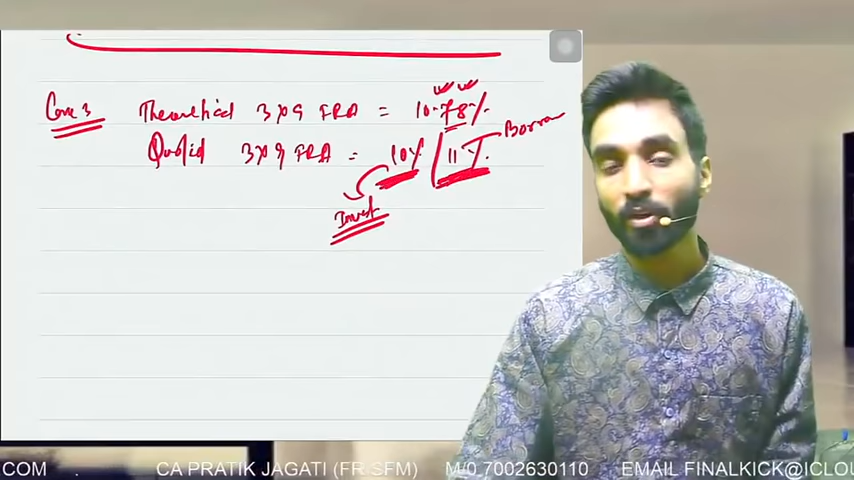 Case 3 Theoretical 3x9 FRA = 10.78%
Quoted 3x9 FRA = 10% / 11%. Borrow
Invest
COM . CA PRATIK JAGATI (FR SFM) M/0.7002630110 EMAIL FINALKICK@ICLOU